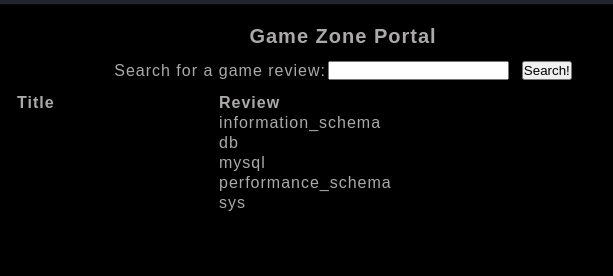 Game Zone Portal
Search for a game review: Search!
Title Review
information_schema
db
mysql
performance_schema
sys